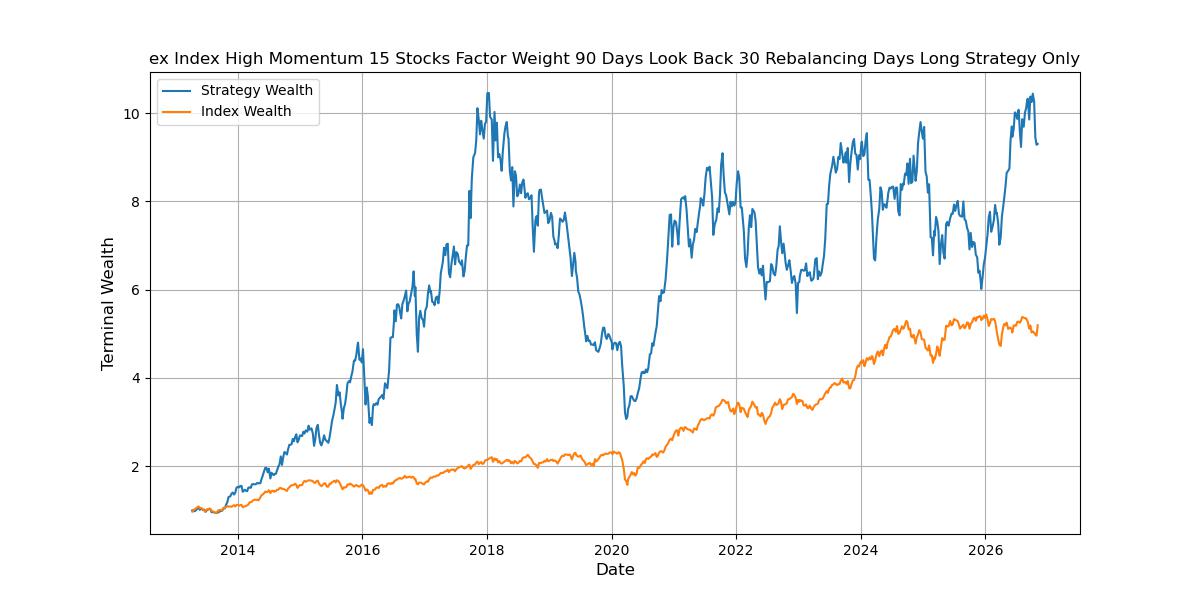 ex Index High Momentum 15 Stocks Factor Weight 90 Days Look Back 30 Rebalancing Days Long Strategy Only
Strategy Wealth
Index Wealth
Terminal Wealth
10
8
6
4
2
2014 2016 2018 2020 2022 2024 2026
Date